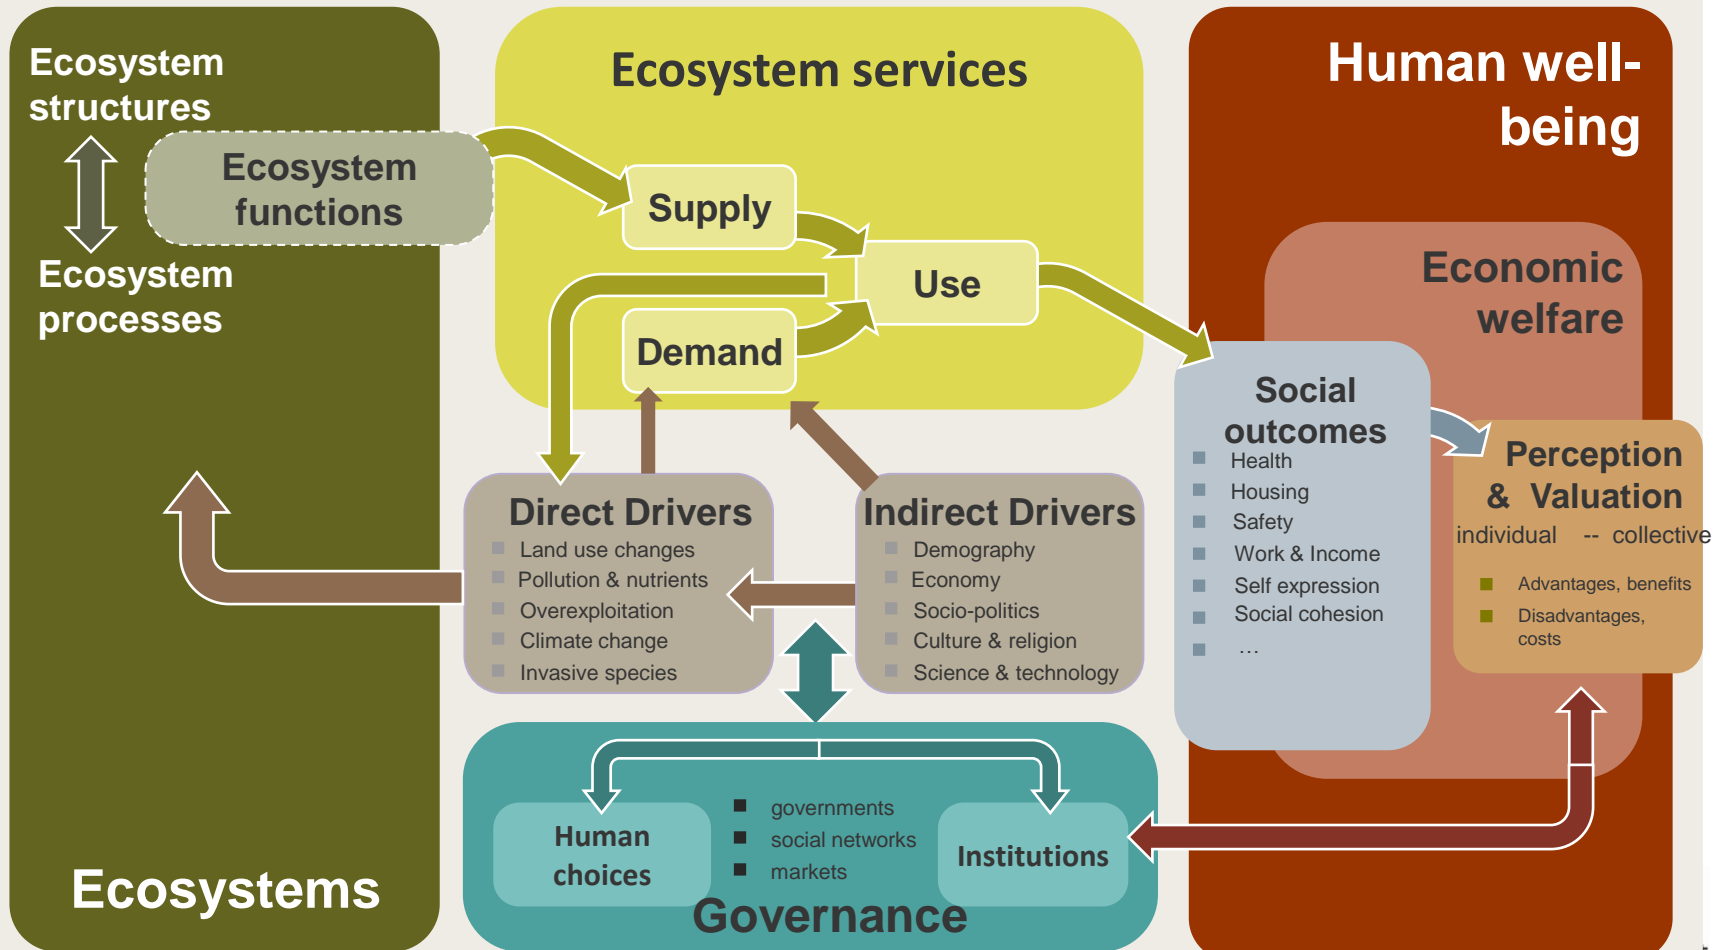 Ecosystem
structures
Ecosystem
functions
Ecosystem
processes
Ecosystems
Ecosystem services
Supply
Use
Demand
Direct Drivers
Land use changes
Pollution & nutrients
Overexploitation
Climate change
Invasive species
Indirect Drivers
Demography
Economy
Socio-politics
Culture & religion
Science & technology
Human
choices
governments
social networks
markets
Institutions
Governance
Human well-
being
Economic
welfare
Social
outcomes
Health
Housing
Safety
Work & Income
Self expression
Social cohesion
...
Perception
& Valuation
individual -- collective
Advantages, benefits
Disadvantages,
costs